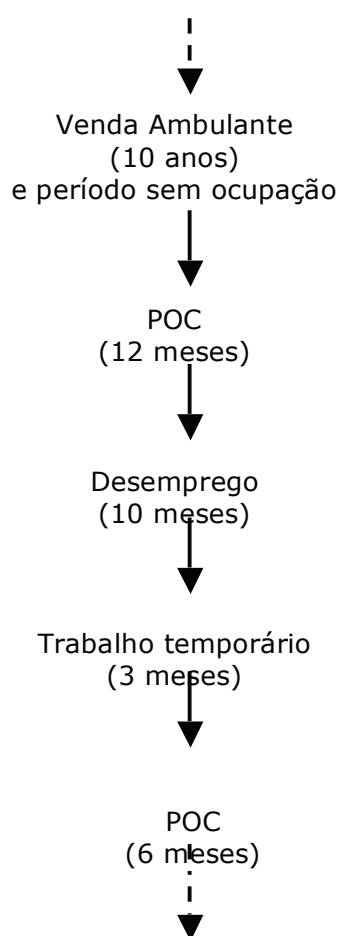 Venda Ambulante
(10 anos)
e período sem ocupação
POC
(12 meses)
Desemprego
(10 meses)
Trabalho temporário
(3 meses)
POC
(6 meses)